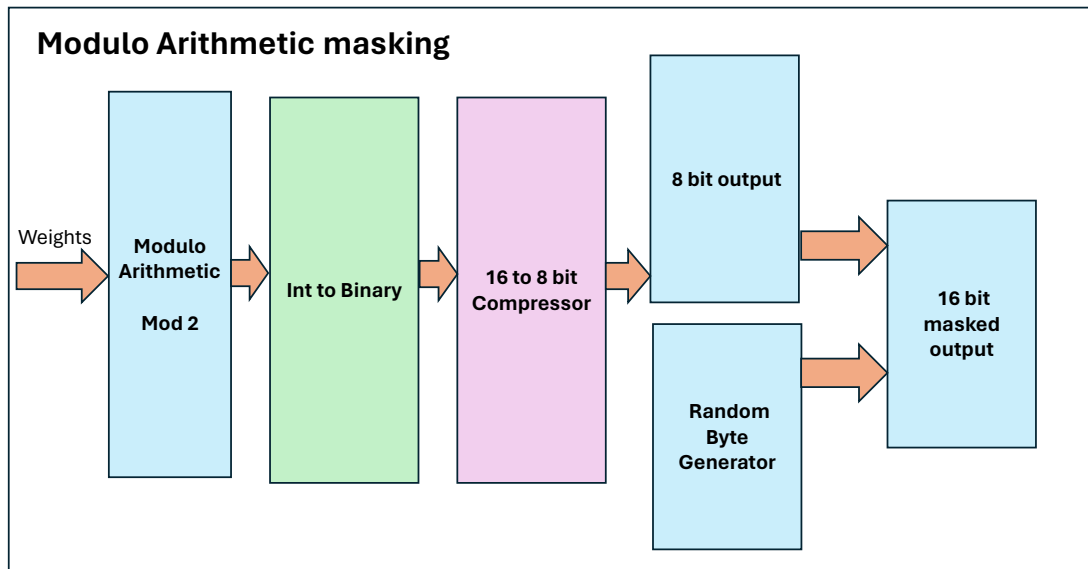 Modulo Arithmetic masking
Weights
Modulo
Arithmetic
Mod 2
Int to Binary
16 to 8 bit
Compressor
8 bit output
Random
Byte
Generator
16 bit
masked
output